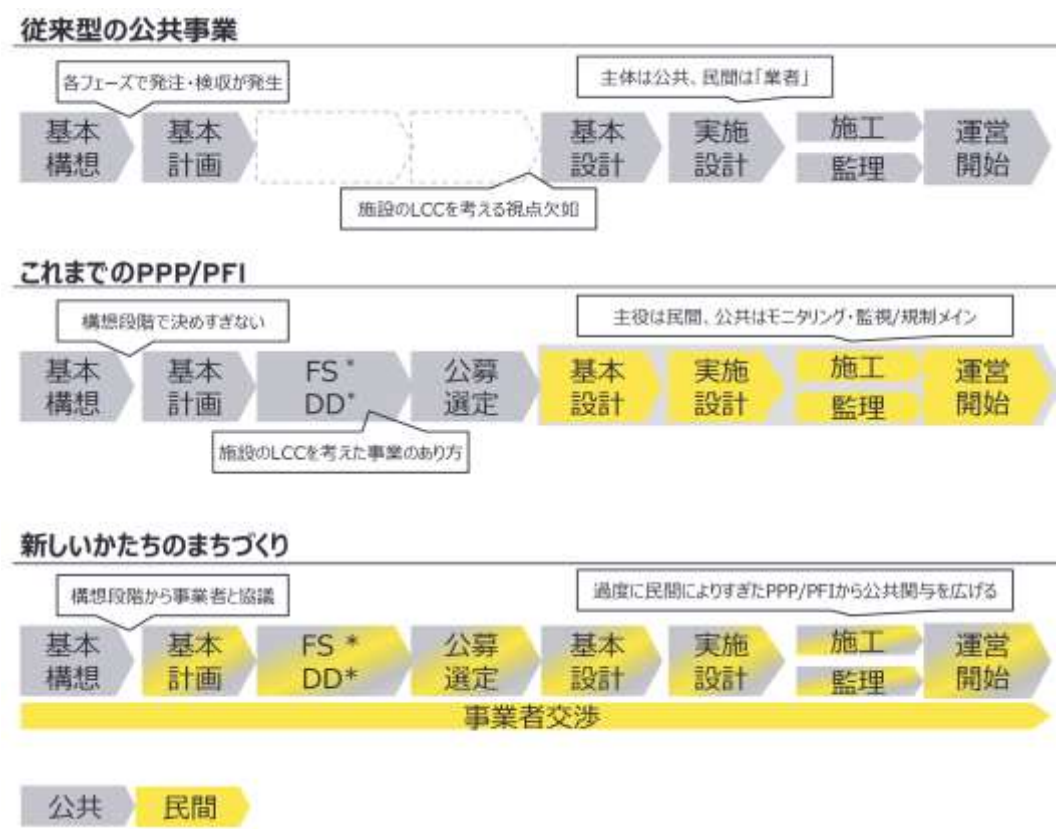 従来型の公共事業
各フェーズで発注・検収が発生
主体は公共、民間は「業者」
基本
構想
基本
計画
基本
設計
実施
設計
施工
監理
運営
開始
施設のLCCを考える視点欠如
これまでのPPP/PFI
構想段階で決めすぎない
主役は民間、公共はモニタリング・監視/規制メイン
基本
構想
基本
計画
FS*
DD*
公募
選定
基本
設計
実施
設計
施工
監理
運営
開始
施設のLCCを考えた事業のあり方
新しいかたちのまちづくり
構想段階から事業者と協議
過度に民間によりすぎたPPP/PFIから公共関与を広げる
基本
構想
基本
計画
FS *
DD*
公募
選定
基本
設計
実施
設計
施工
監理
運営
開始
事業者交渉
公共
民間